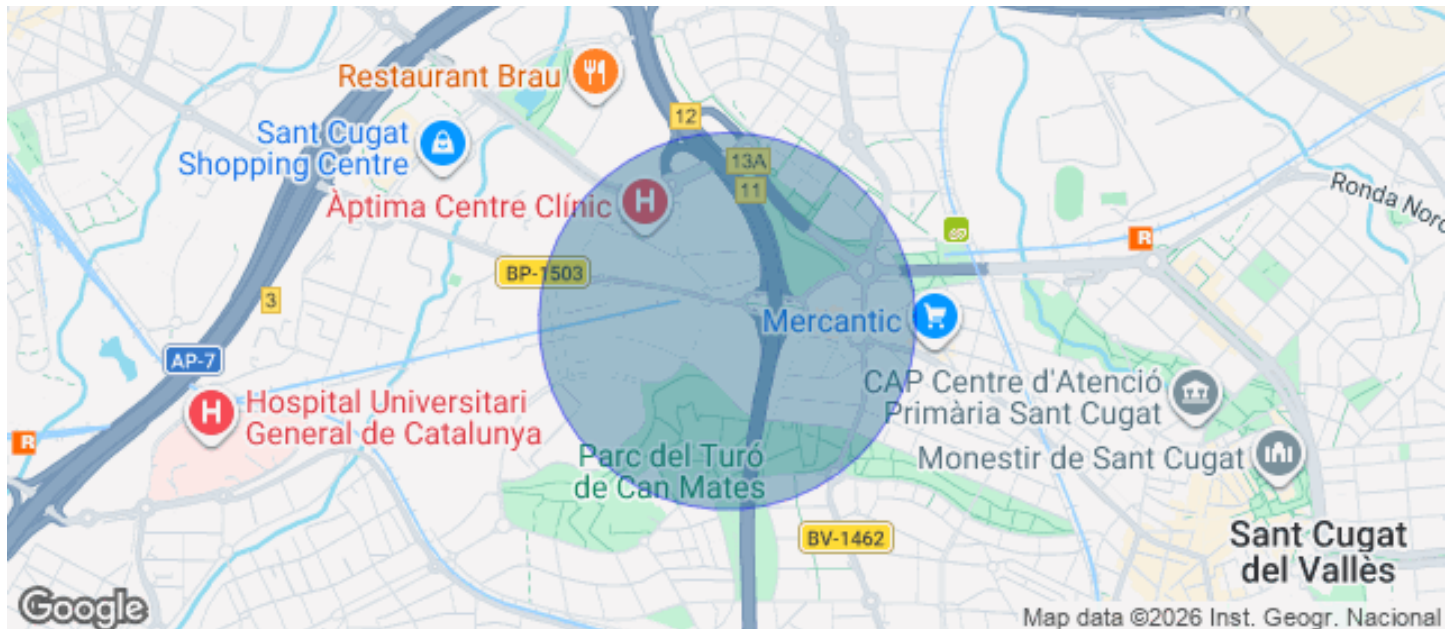 Restaurant Brau
12
Sant Cugat
Shopping Centre
13A
11
Àptima Centre Clínic
H
Ronda Nord
R
BP-1503
3
Mercantic
AP-7
CAP Centre d'Atenció
Primària Sant Cugat
H
Hospital Universitari
General de Catalunya
R
Monestir de Sant Cugat
Parc del Turó
de Can Mates
BV-1462
Sant Cugat
del Vallès
Google
Map data ©2026 Inst. Geogr. Nacional